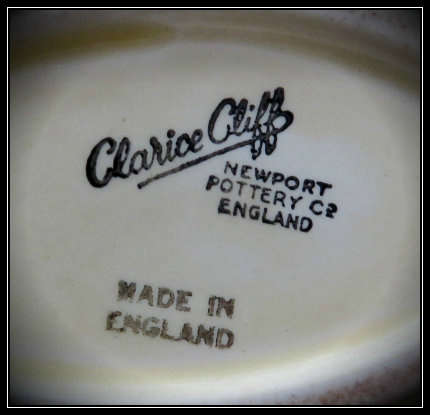 Clarice Cliff
NEWPORT
POTTERY Co
ENGLAND
MADE IN
ENGLAND